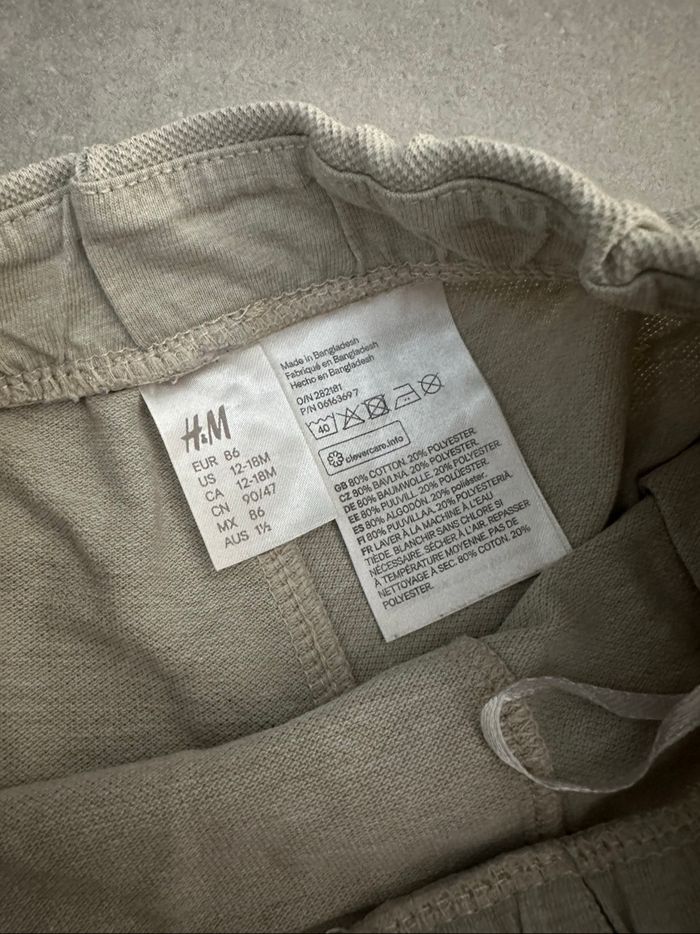 H&M
EUR 86
US 12-18M
CA 12-18M
CN 90/47
MX 86
AUS 1½
Made in Bangladesh
Fabriqué en Bangladesh
Hecho en Bangladesh
O/N 282181
P/N 06163697
40
clevercare.info
GB 80% COTTON. 20% POLYESTER.
CZ 80% BAVLNA. 20% POLYESTER.
DE 80% BAUMWOLLE. 20% POLYESTER.
EE 80% PUUVILL. 20% POLÜESTER.
ES 80% ALGODÓN. 20% poliéster.
FI 80% PUUVILLAA. 20% POLYESTERIÄ.
FR LAVER À LA MACHINE À L'EAU
TIÈDE. BLANCHIR SANS CHLORE SI
NÉCESSAIRE. SÉCHER À L'AIR. REPASSER
À TEMPÉRATURE MOYENNE. PAS DE
NETTOYAGE À SEC. 80% COTON. 20%
POLYESTER.